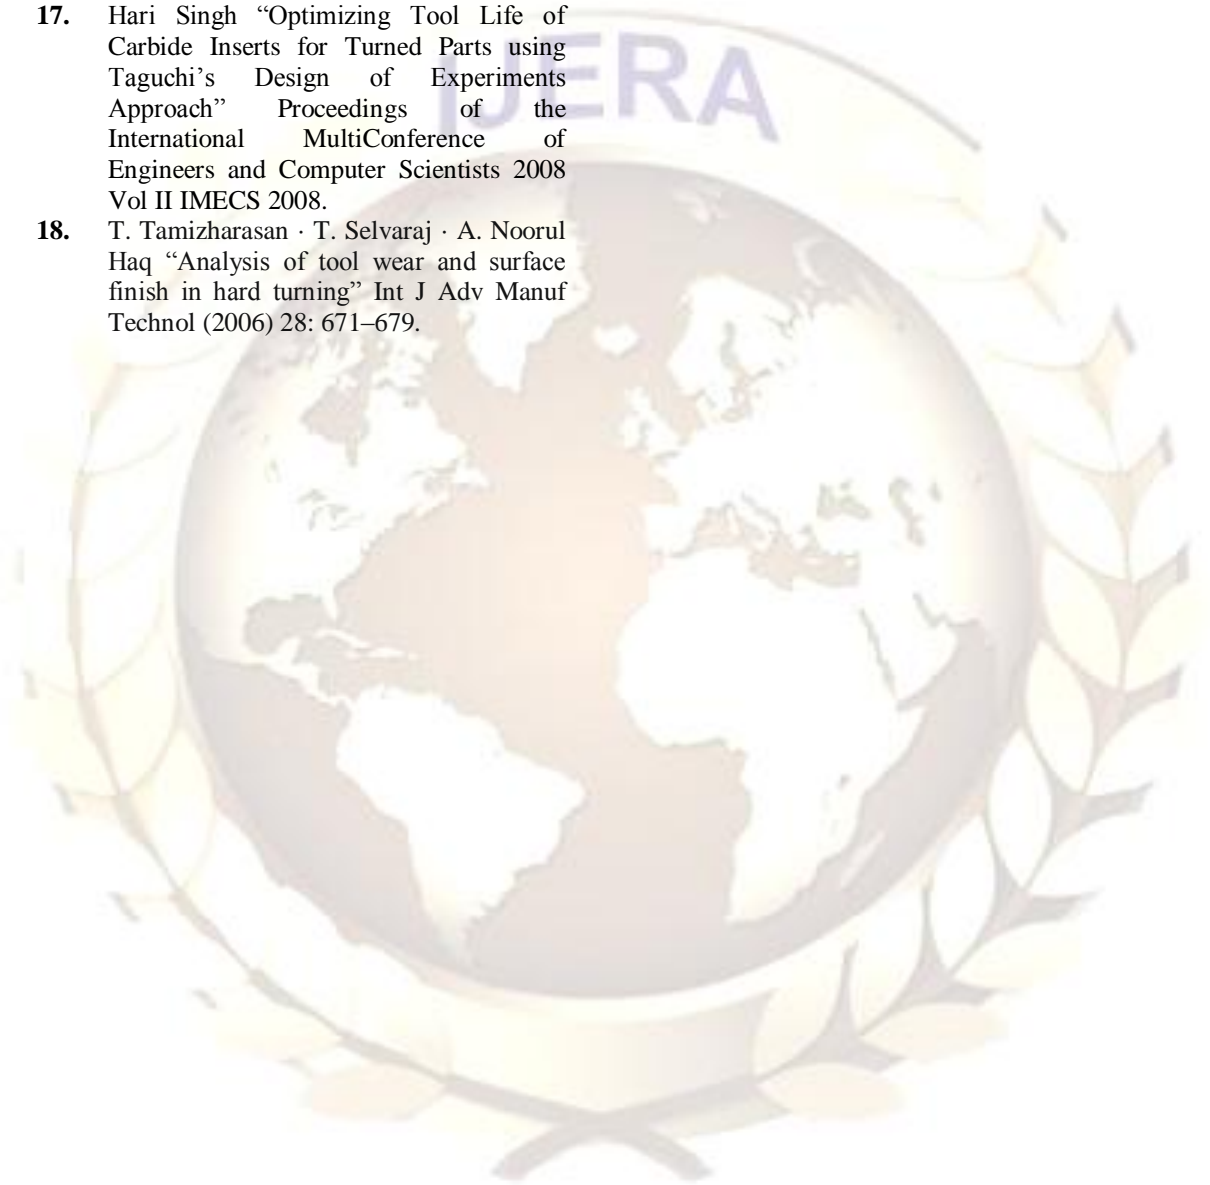 IJERA
17. Hari Singh “Optimizing Tool Life of
Carbide Inserts for Turned Parts using
Taguchi’s Design of Experiments
Approach” Proceedings of the
International MultiConference of
Engineers and Computer Scientists 2008
Vol II IMECS 2008.
18. T. Tamizharasan · T. Selvaraj · A. Noorul
Haq “Analysis of tool wear and surface
finish in hard turning” Int J Adv Manuf
Technol (2006) 28: 671–679.